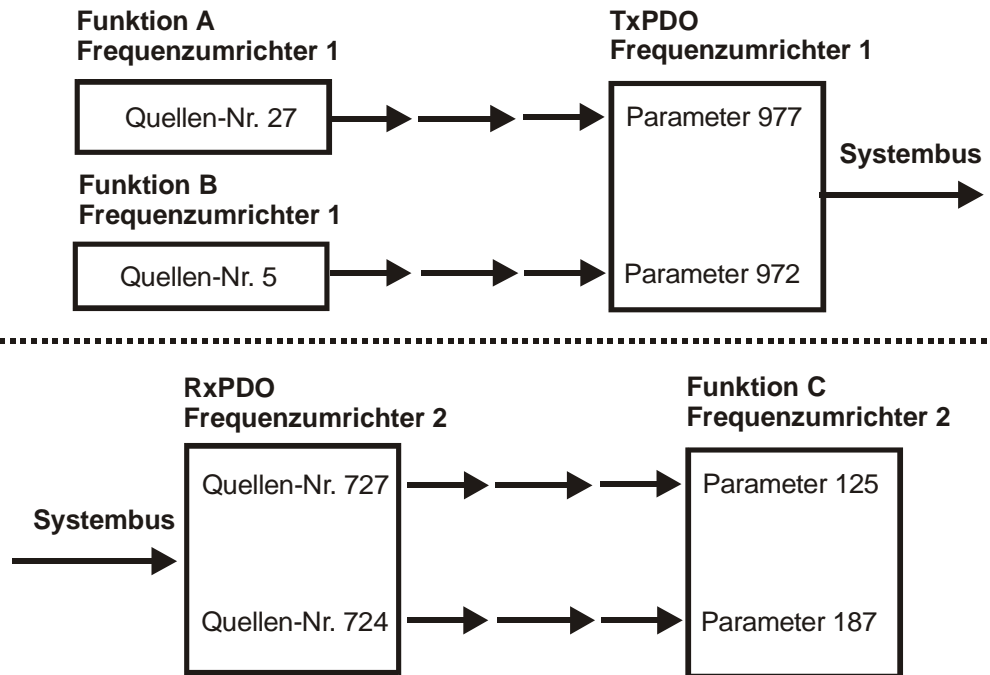 Funktion A
Frequenzumrichter 1
Quellen-Nr. 27
Funktion B
Frequenzumrichter 1
Quellen-Nr. 5
TxPDO
Frequenzumrichter 1
Parameter 977
Parameter 972
Systembus
Systembus
RxPDO
Frequenzumrichter 2
Quellen-Nr. 727
Quellen-Nr. 724
Funktion C
Frequenzumrichter 2
Parameter 125
Parameter 187